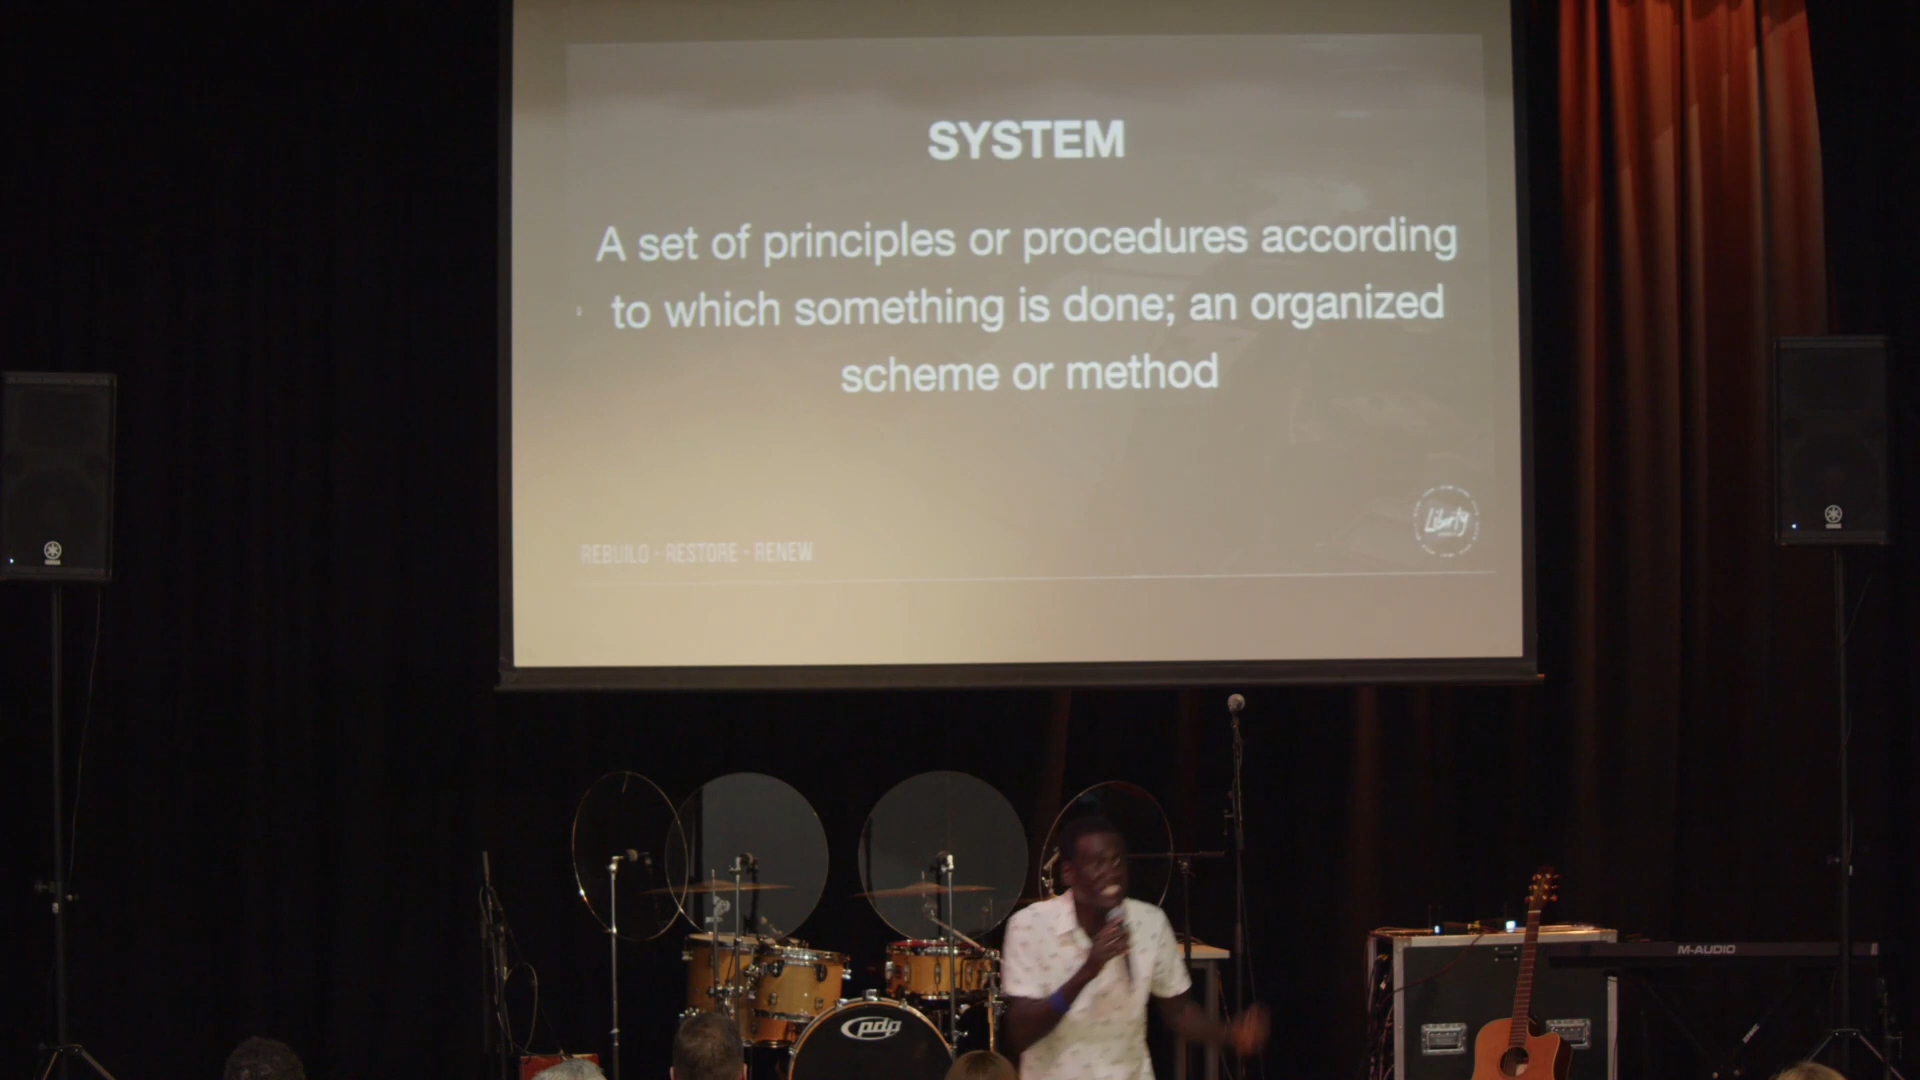 SYSTEM
A set of principles or procedures according
to which something is done; an organized
scheme or method
REBUILD - RESTORE - RENEW
Liberty
pdp
M-AUDIO